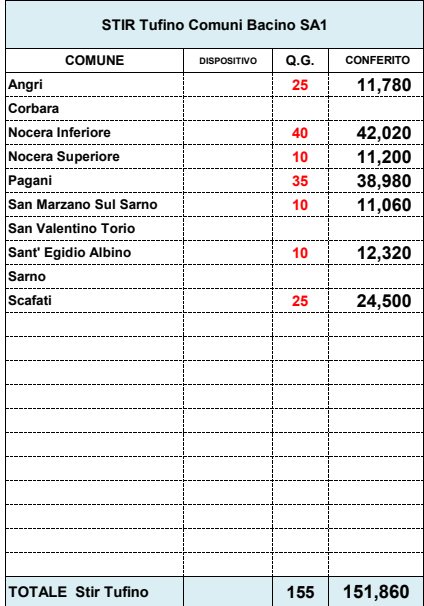 STIR Tufino Comuni Bacino SA1
COMUNE DISPOSITIVO Q.G. CONFERITO
Angri 25 11,780
Corbara
Nocera Inferiore 40 42,020
Nocera Superiore 10 11,200
Pagani 35 38,980
San Marzano Sul Sarno 10 11,060
San Valentino Torio
Sant' Egidio Albino 10 12,320
Sarno
Scafati 25 24,500
TOTALE Stir Tufino 155 151,860